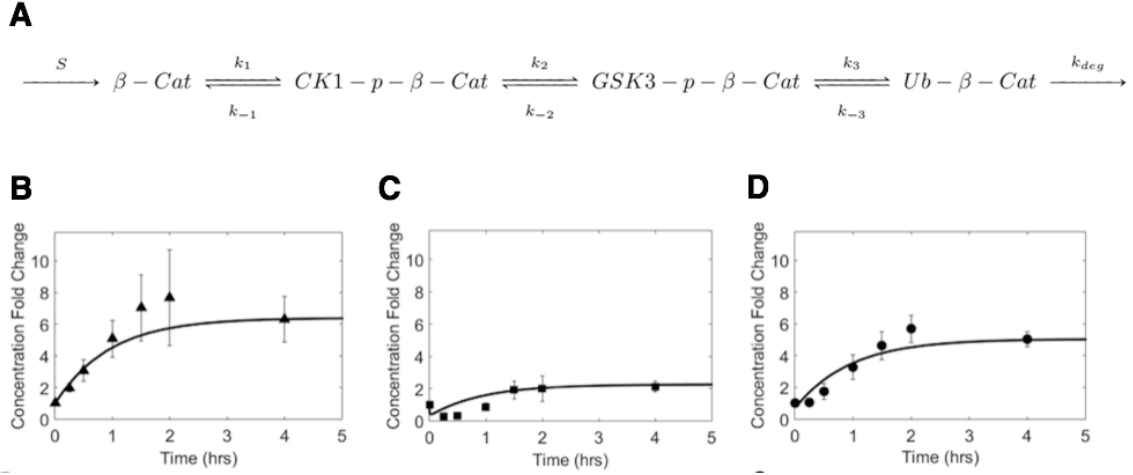 A
S k₁ k₂ k₃ k_deg
β − Cat CK1 − p − β − Cat GSK3 − p − β − Cat Ub − β − Cat
k₋₁ k₋₂ k₋₃
B C D
Concentration Fold Change
10
8
6
4
2
0
0 1 2 3 4 5
Time (hrs)
Concentration Fold Change
10
8
6
4
2
0
0 1 2 3 4 5
Time (hrs)
Concentration Fold Change
10
8
6
4
2
0
0 1 2 3 4 5
Time (hrs)